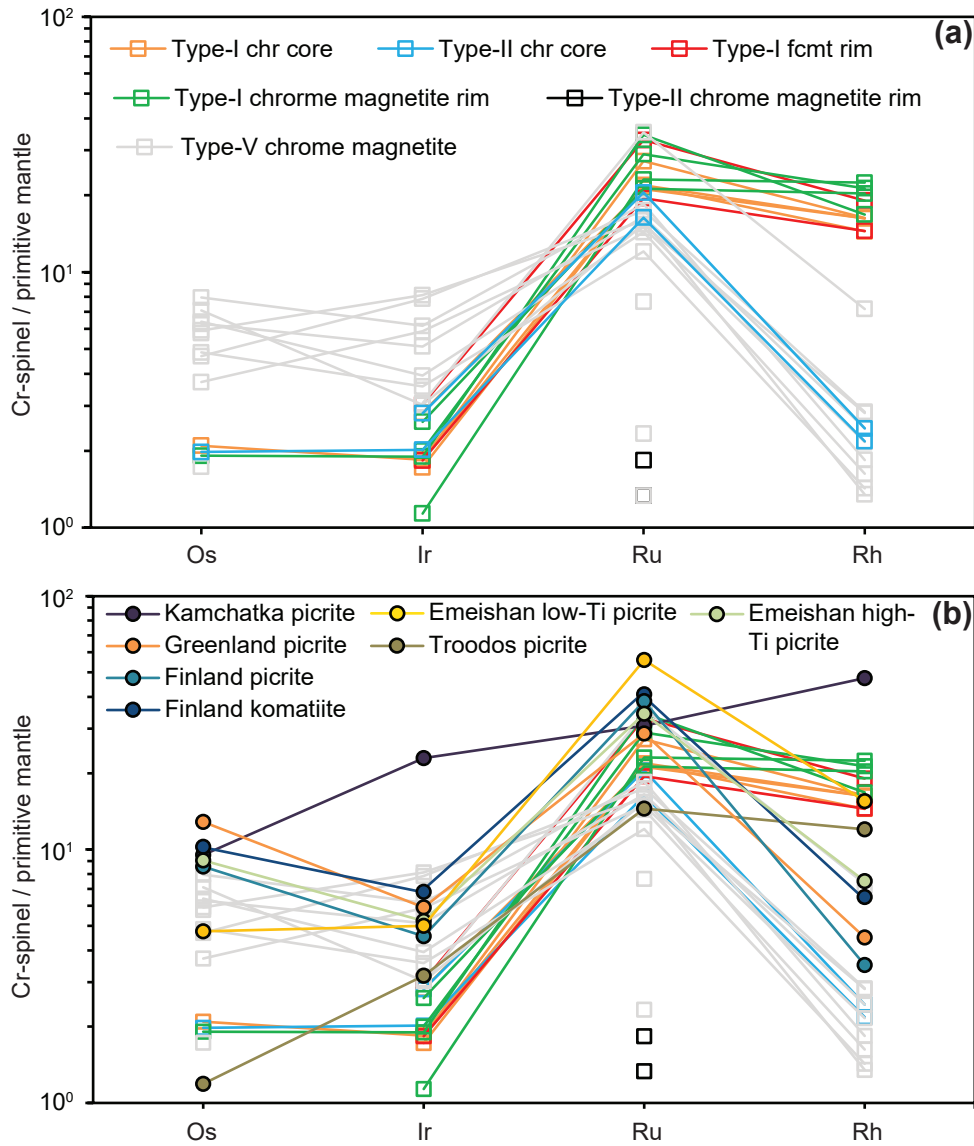 (a)
10²
Type-I chr core Type-II chr core Type-I fcmt rim
Type-I chrorme magnetite rim Type-II chrome magnetite rim
Type-V chrome magnetite
10¹
10⁰
Cr-spinel / primitive mantle
Os Ir Ru Rh
(b)
10²
Kamchatka picrite Emeishan low-Ti picrite Emeishan high-
Greenland picrite Troodos picrite Ti picrite
Finland picrite
Finland komatiite
10¹
10⁰
Cr-spinel / primitive mantle
Os Ir Ru Rh